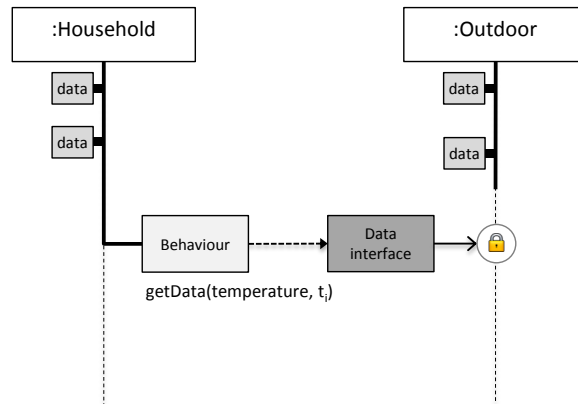 :Household
:Outdoor
data
data
data
data
Behaviour
Data
interface
getData(temperature, tᵢ)